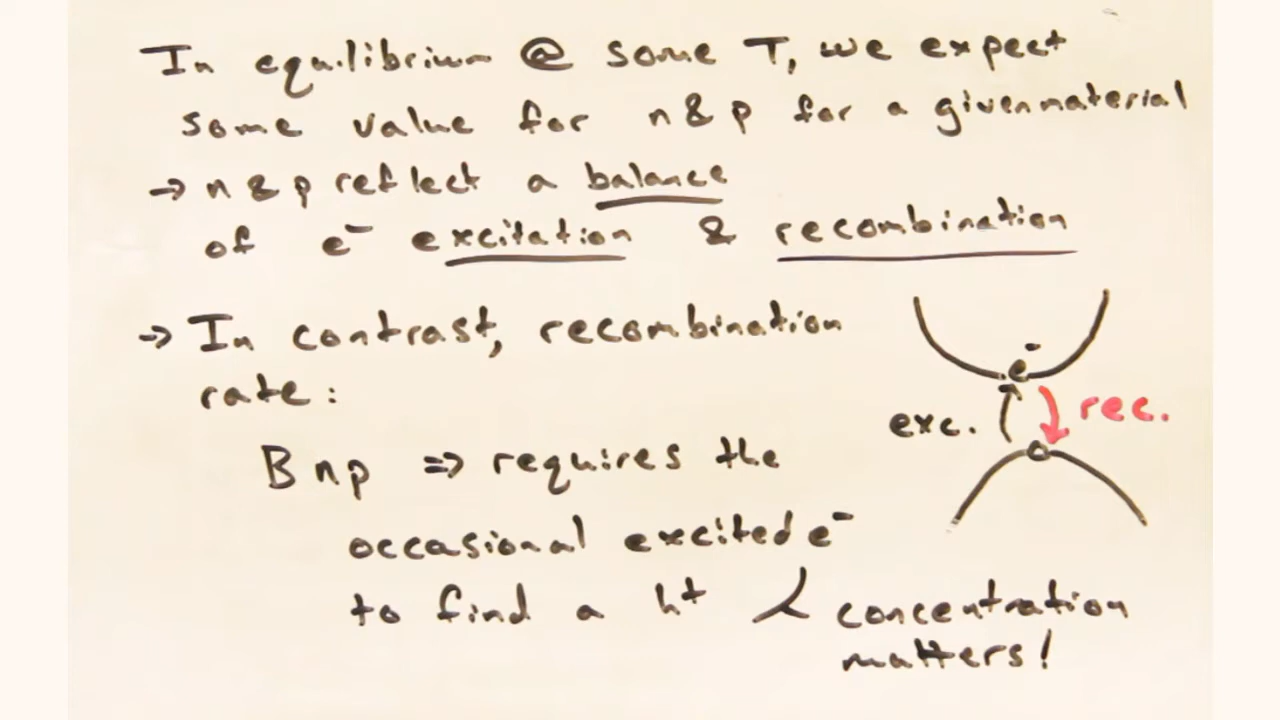 In equilibrium @ some T, we expect
some value for n & p for a given material
→ n & p reflect a balance
of e⁻ excitation & recombination
→ In contrast, recombination
rate:
B n p ⇒ requires the
occasional excited e⁻
to find a h⁺
concentration
matters!
e⁻
exc.
rec.